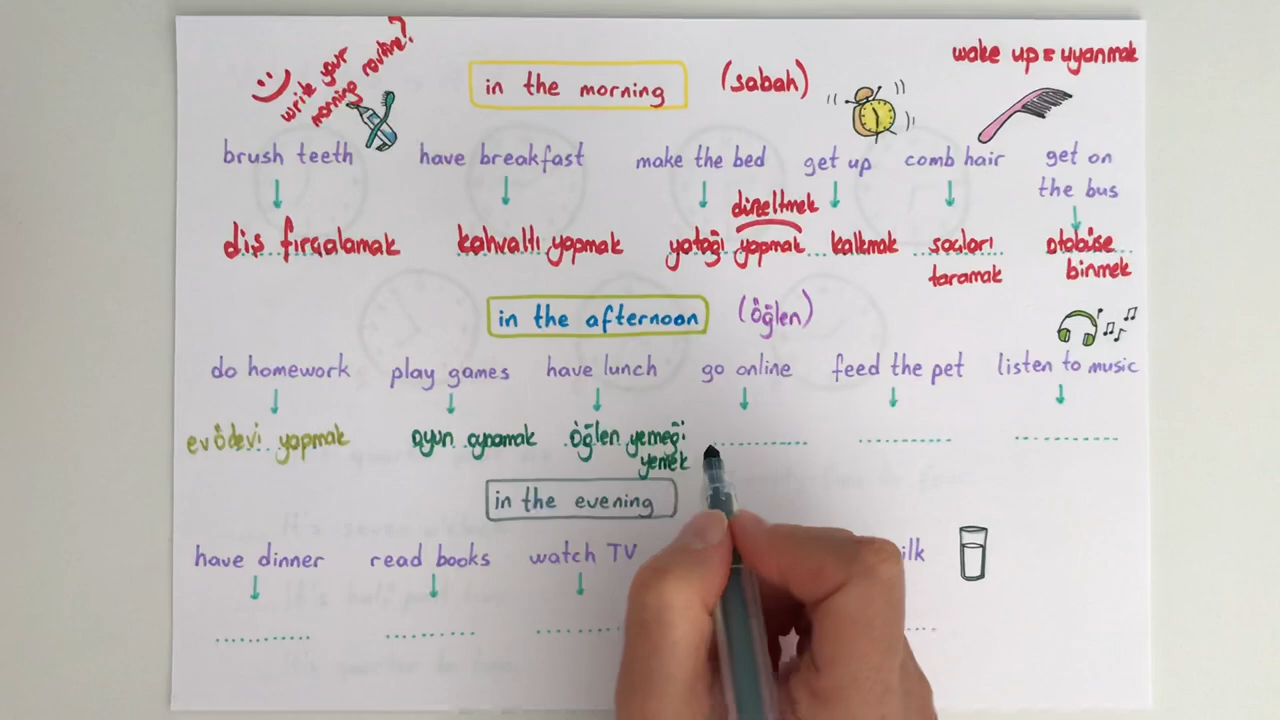 write your
morning routine?
in the morning (sabah)
wake up = uyanmak
brush teeth have breakfast make the bed get up comb hair get on
the bus
düzeltmek
diş fırçalamak kahvaltı yapmak yatağı yapmak kalkmak saçları otobüse
taramak binmek
in the afternoon (öğlen)
do homework play games have lunch go online feed the pet listen to music
evödevi yapmak oyun oynamak öğlen yemeği
yemek
in the evening
have dinner read books watch TV ilk